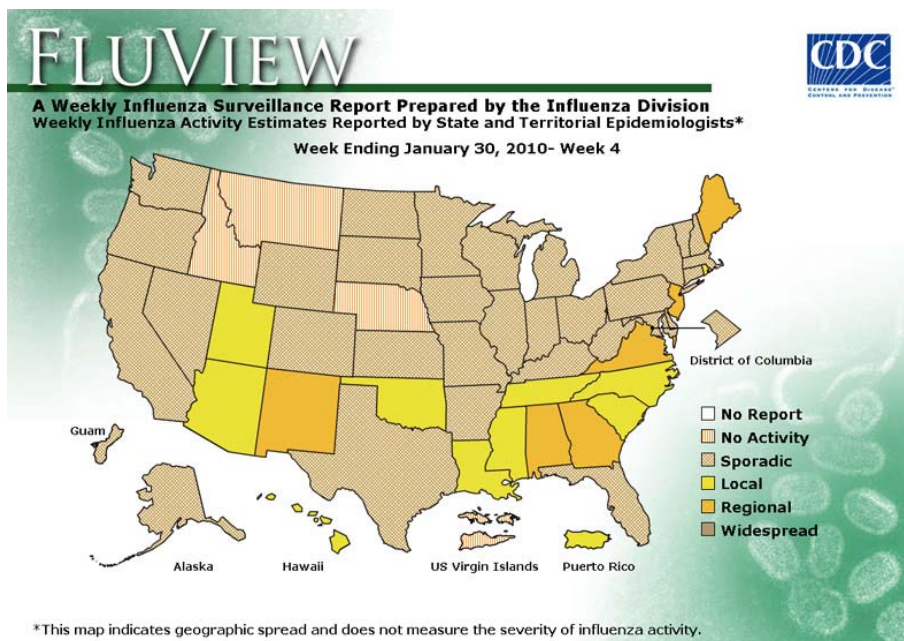 FLUVIEW
CDC
CENTERS FOR DISEASE
CONTROL AND PREVENTION
A Weekly Influenza Surveillance Report Prepared by the Influenza Division
Weekly Influenza Activity Estimates Reported by State and Territorial Epidemiologists*
Week Ending January 30, 2010- Week 4
District of Columbia
No Report
No Activity
Sporadic
Local
Regional
Widespread
Guam
Alaska
Hawaii
US Virgin Islands
Puerto Rico
*This map indicates geographic spread and does not measure the severity of influenza activity.